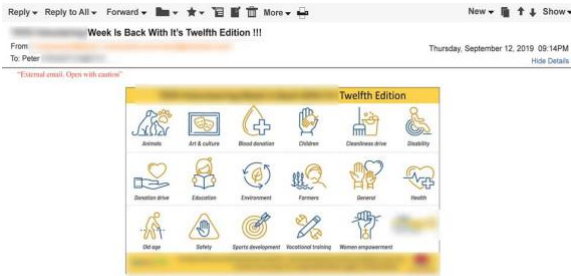 Reply Reply to All Forward More New Show
Week Is Back With It's Twelfth Edition !!!
From
Thursday, September 12, 2019 09:14PM
To: Peter
Hide Details
"External email. Open with caution"
Twelfth Edition
Animals Art & culture Blood donation Children Cleanliness drive Disability
Donation drive Education Environment Farmers General Health
Old age Safety Sports development Vocational training Women empowerment